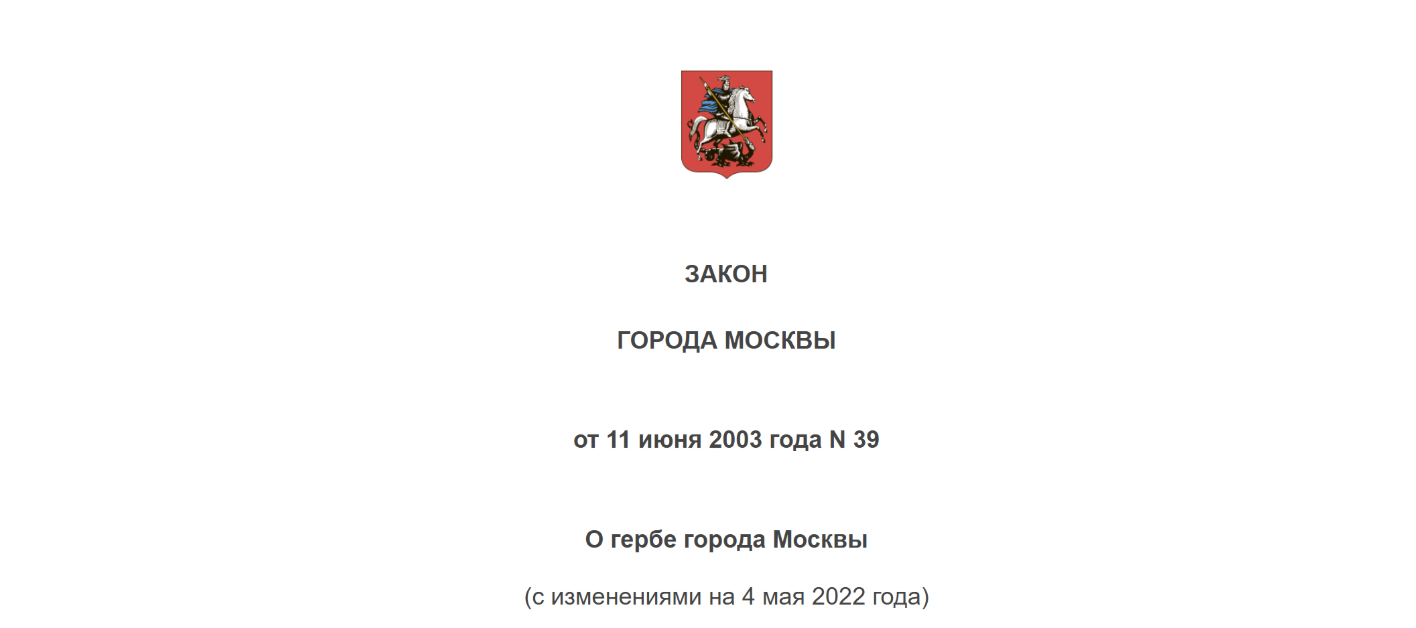 ЗАКОН
ГОРОДА МОСКВЫ
от 11 июня 2003 года N 39
О гербе города Москвы
(с изменениями на 4 мая 2022 года)